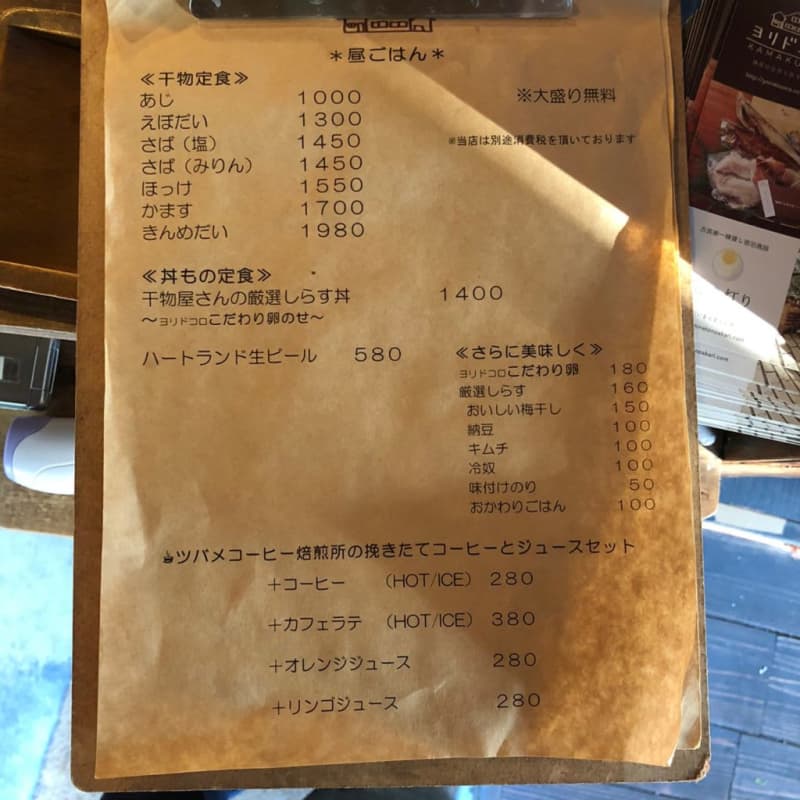 ＊昼ごはん＊
≪干物定食≫
あじ 1000
※大盛り無料
えぼだい 1300
さば（塩） 1450
※当店は別途消費税を頂いております
さば（みりん） 1450
ほっけ 1550
かます 1700
きんめだい 1980
≪丼もの定食≫
干物屋さんの厳選しらす丼 1400
～ヨリドコロこだわり卵のせ～
ハートランド生ビール 580
≪さらに美味しく≫
ヨリドコロこだわり卵 180
厳選しらす 160
おいしい梅干し 150
納豆 100
キムチ 100
冷奴 100
味付けのり 50
おかわりごはん 100
ツバメコーヒー焙煎所の挽きたてコーヒーとジュースセット
＋コーヒー （HOT/ICE） 280
＋カフェラテ （HOT/ICE） 380
＋オレンジジュース 280
＋リンゴジュース 280
ヨリド
KAMAKU